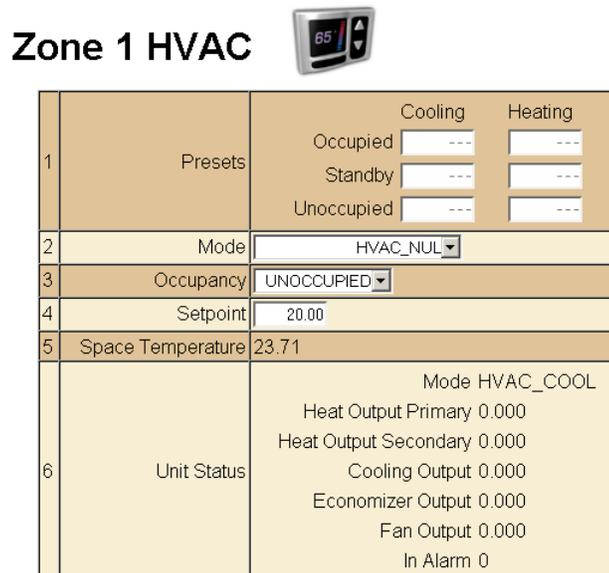 Zone 1 HVAC
65°
Cooling Heating
1 Presets Occupied --- ---
Standby --- ---
Unoccupied --- ---
2 Mode HVAC_NUL
3 Occupancy UNOCCUPIED
4 Setpoint 20.00
5 Space Temperature 23.71
6 Unit Status Mode HVAC_COOL
Heat Output Primary 0.000
Heat Output Secondary 0.000
Cooling Output 0.000
Economizer Output 0.000
Fan Output 0.000
In Alarm 0